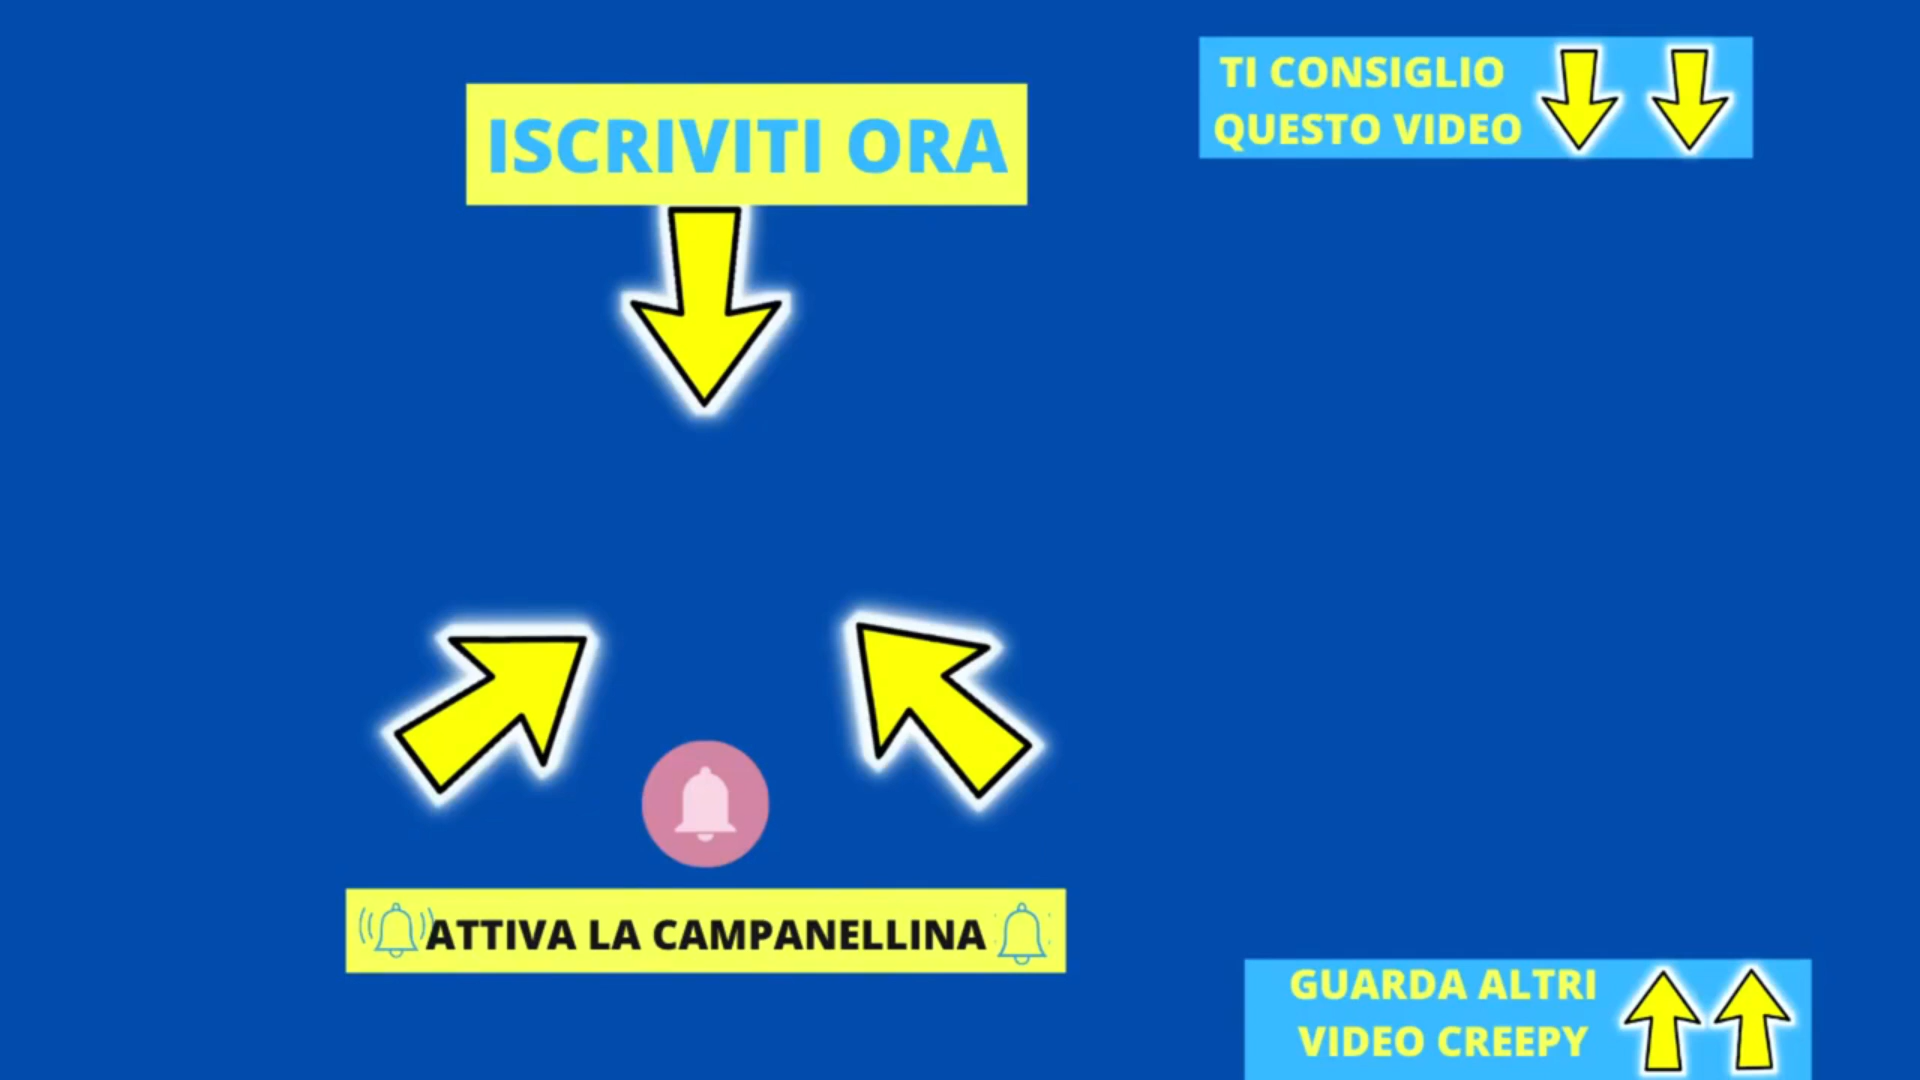 ISCRIVITI ORA
TI CONSIGLIO
QUESTO VIDEO
ATTIVA LA CAMPANELLINA
GUARDA ALTRI
VIDEO CREEPY